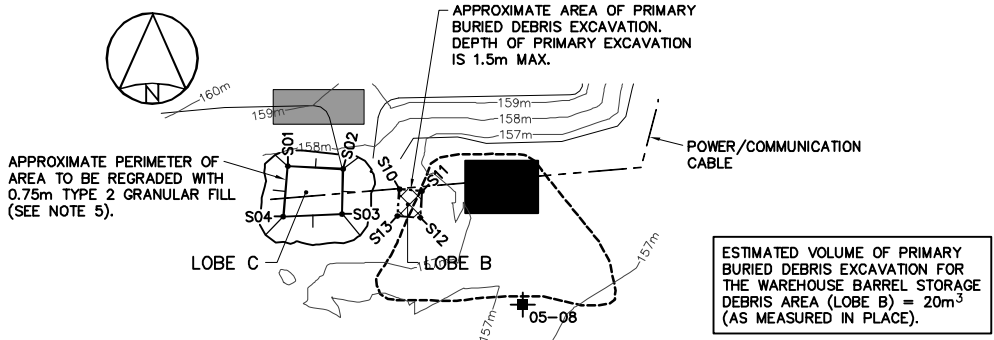 APPROXIMATE AREA OF PRIMARY
BURIED DEBRIS EXCAVATION.
DEPTH OF PRIMARY EXCAVATION
IS 1.5m MAX.
N
160m
159m
158m
159m
158m
157m
POWER/COMMUNICATION
CABLE
APPROXIMATE PERIMETER OF
AREA TO BE REGRADED WITH
0.75m TYPE 2 GRANULAR FILL
(SEE NOTE 5).
S01
S02
S03
S04
S10
S11
S12
S13
LOBE C
LOBE B
157m
157m
157m
05-08
ESTIMATED VOLUME OF PRIMARY
BURIED DEBRIS EXCAVATION FOR
THE WAREHOUSE BARREL STORAGE
DEBRIS AREA (LOBE B) = 20m³
(AS MEASURED IN PLACE).